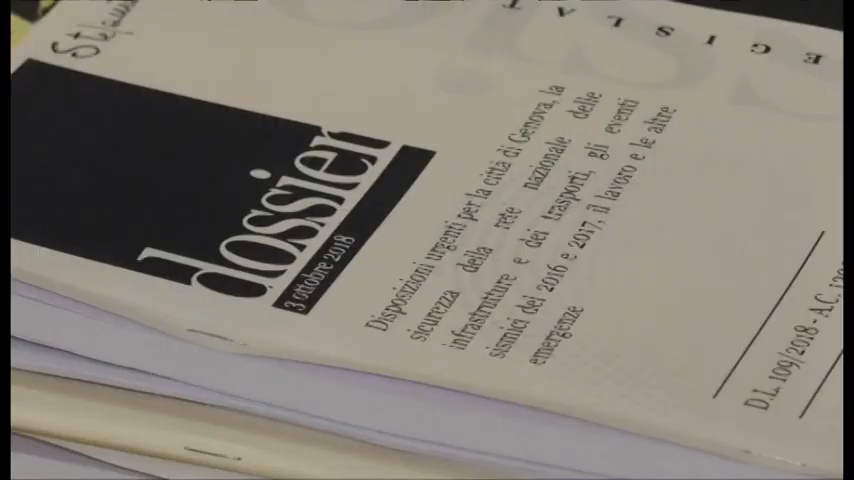 dossier
3 ottobre 2018
Disposizioni urgenti per la città di Genova, la
sicurezza della rete nazionale delle
infrastrutture e dei trasporti, gli eventi
sismici del 2016 e 2017, il lavoro e le altre
emergenze
D.L. 109/2018 - A.C.